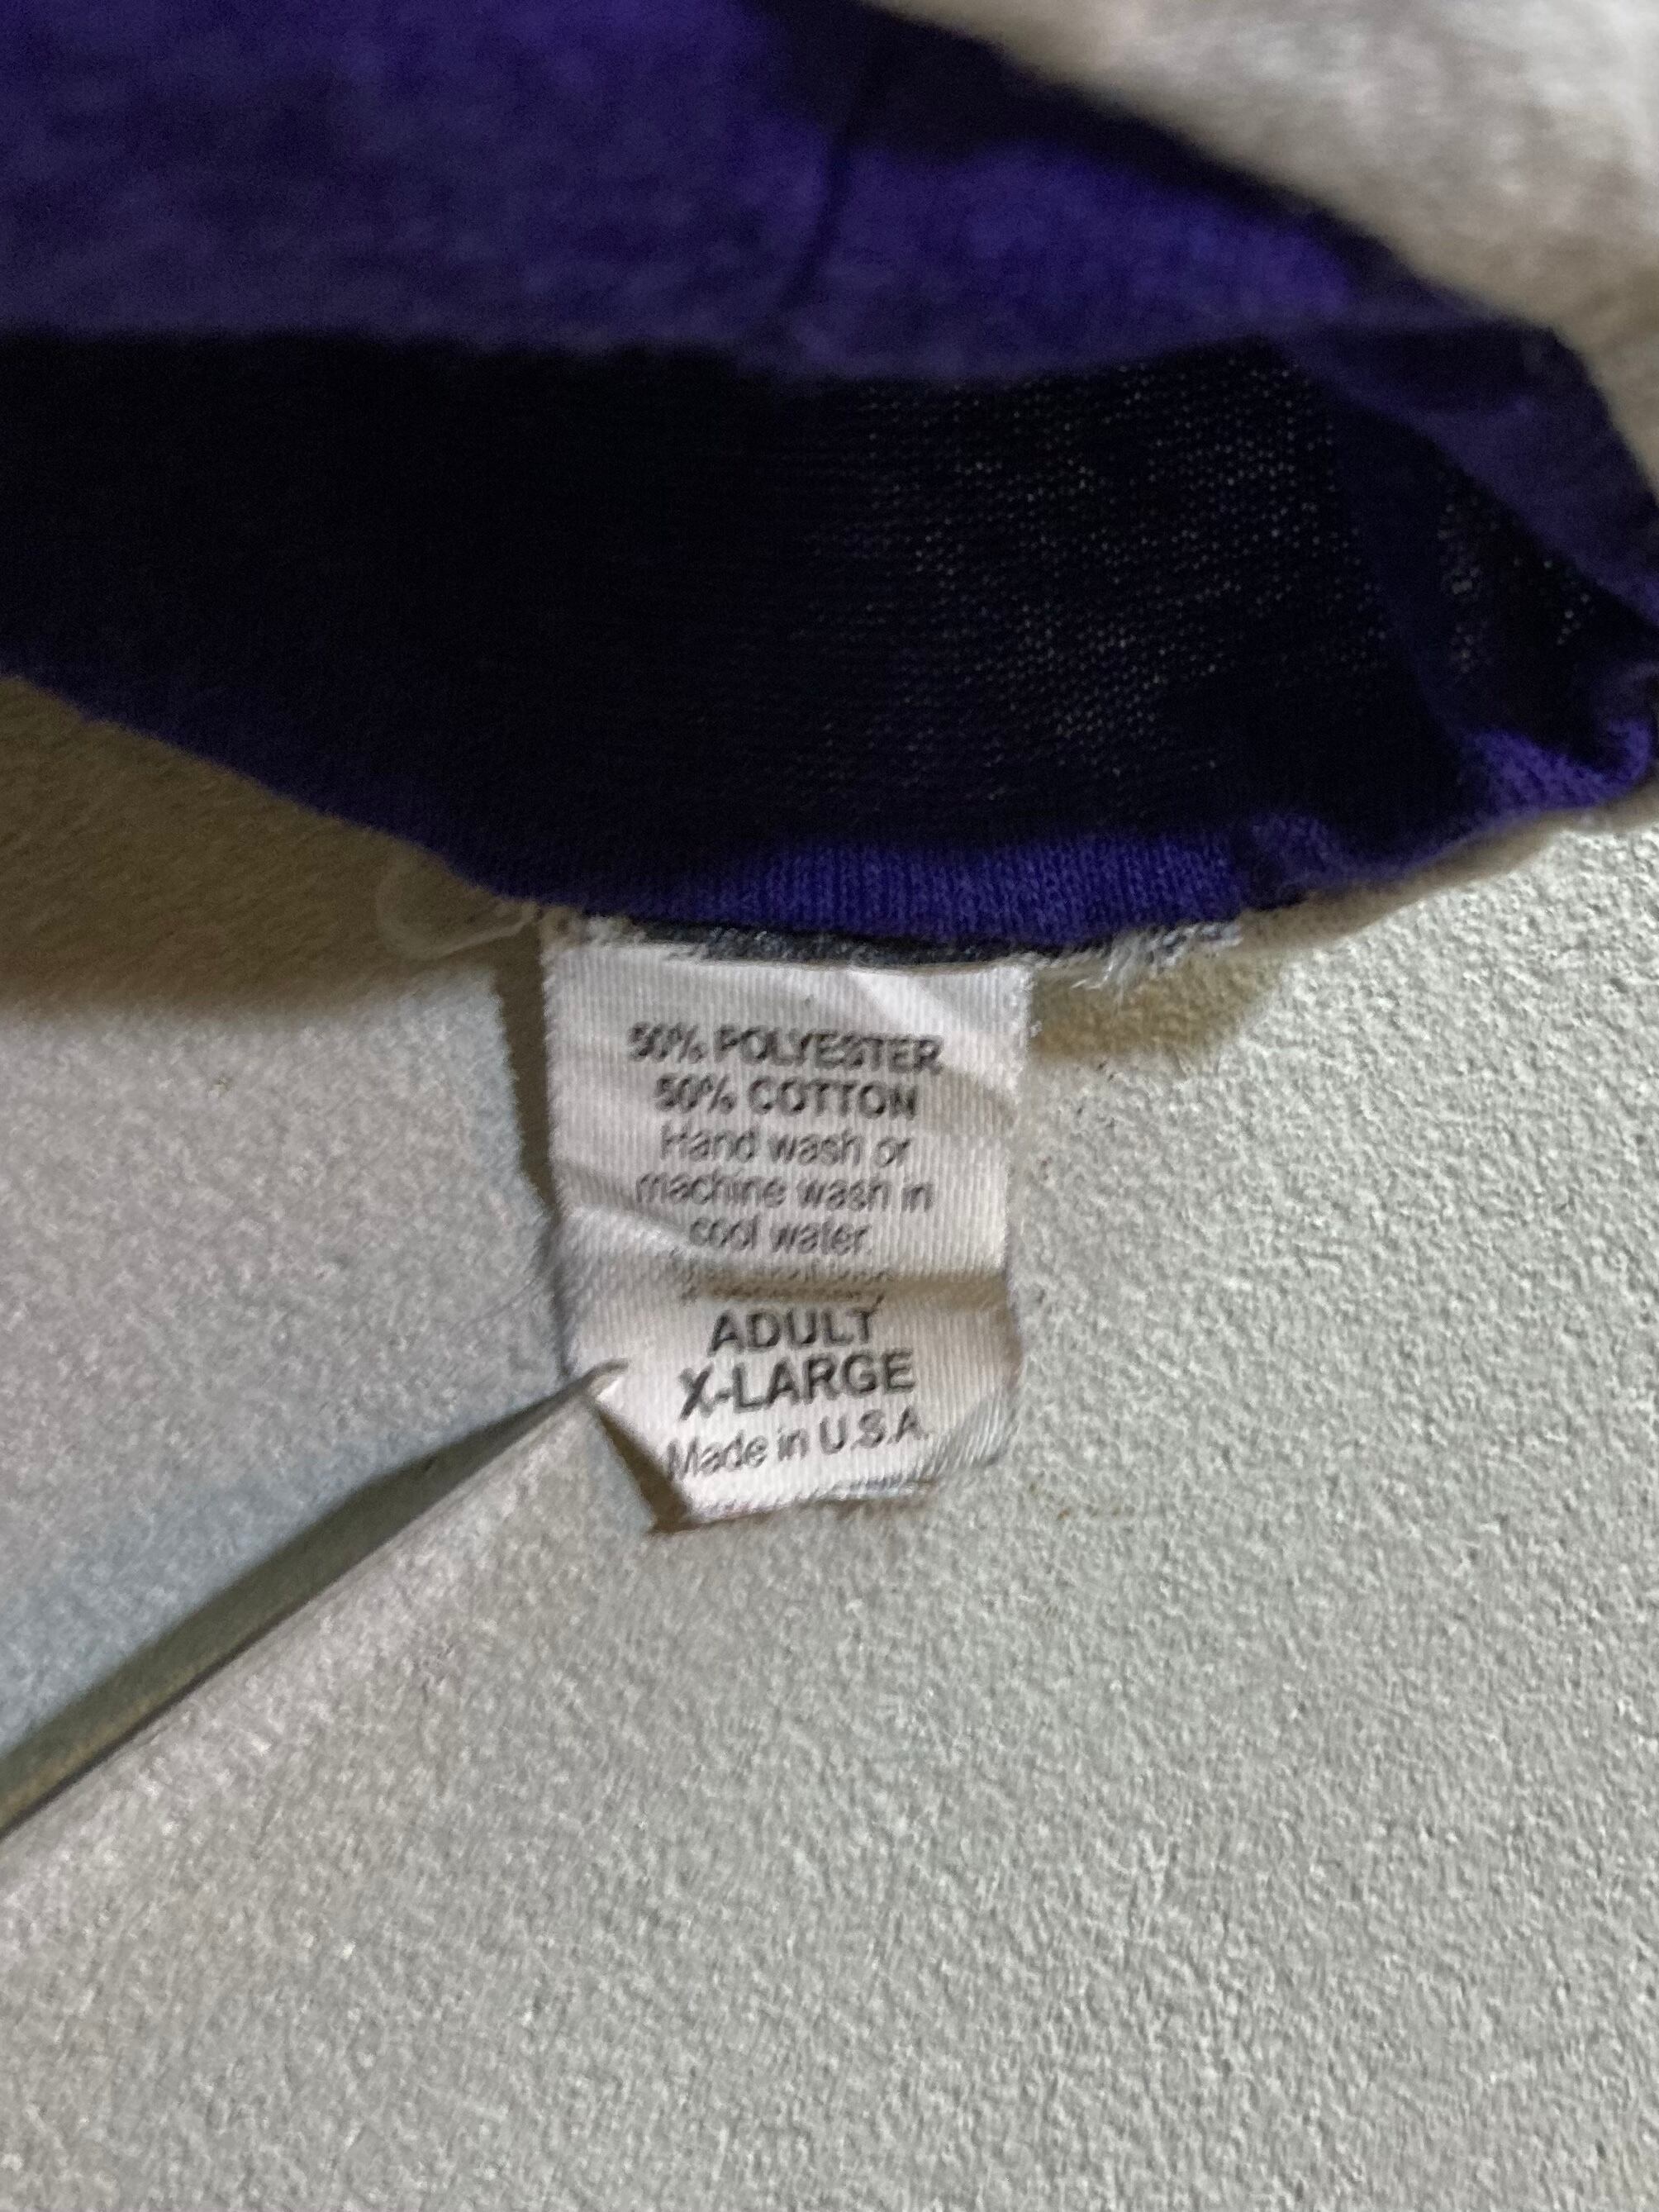 50% POLYESTER
50% COTTON
Hand wash or
machine wash in
cool water.
ADULT
X-LARGE
Made in U.S.A.